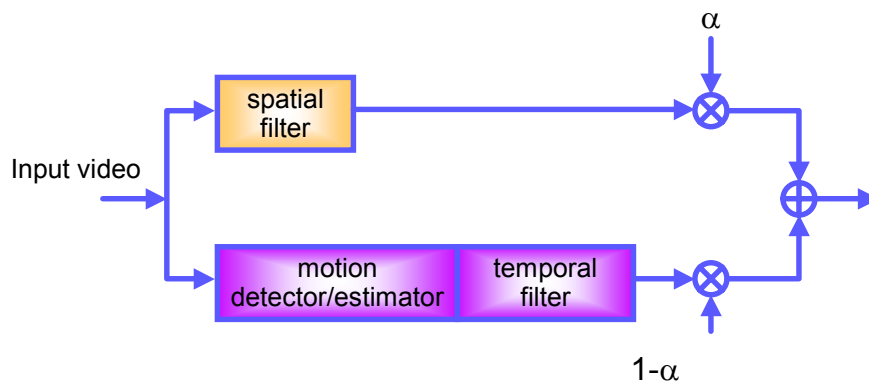 α
spatial
filter
Input video
motion
detector/estimator
temporal
filter
1-α